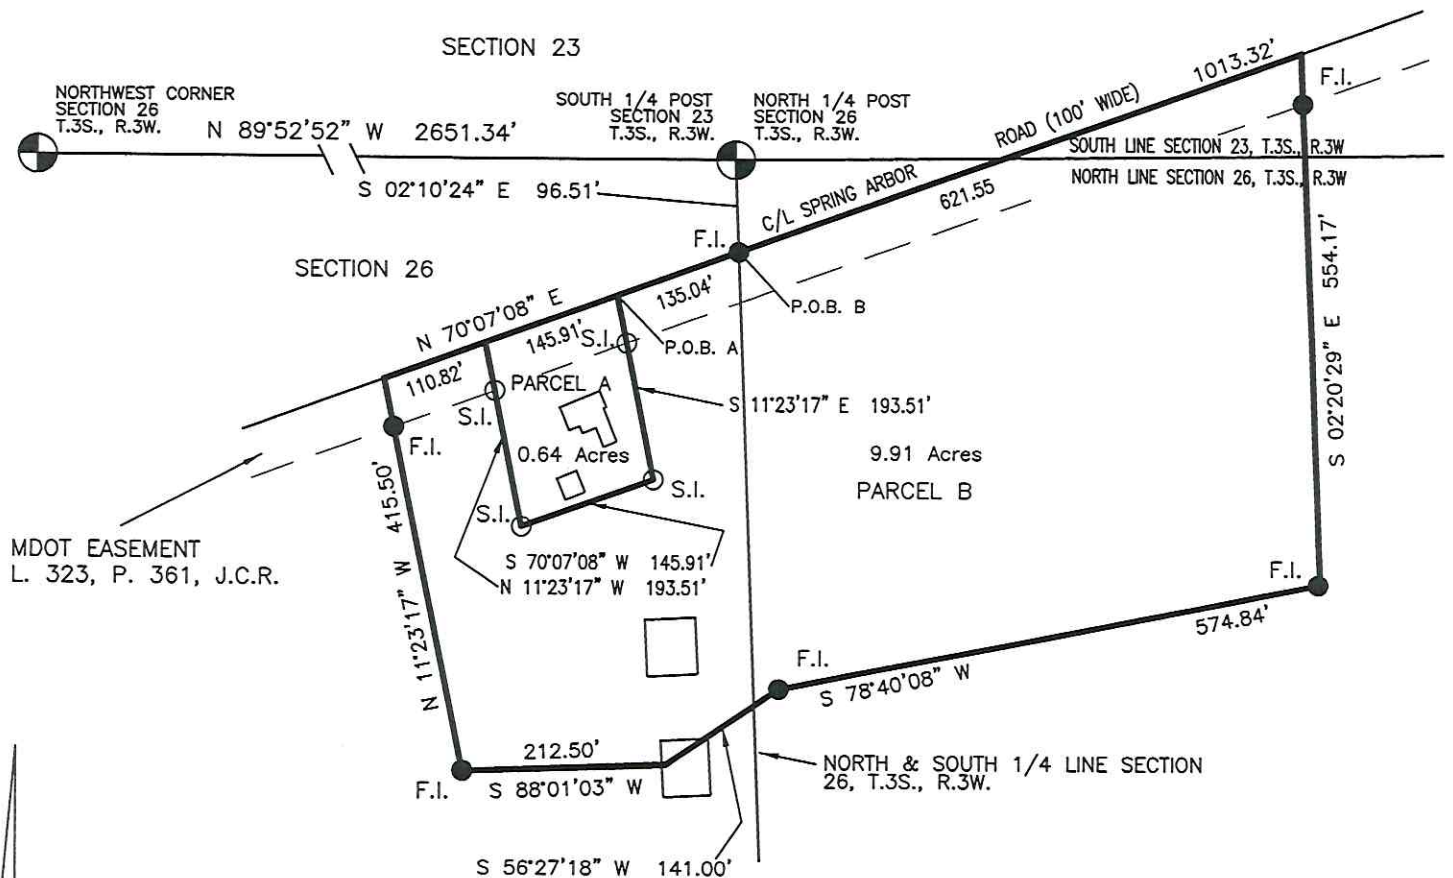 SECTION 23
NORTHWEST CORNER
SECTION 26
T.3S., R.3W.
N 89°52'52" W 2651.34'
SOUTH 1/4 POST
SECTION 23
T.3S., R.3W.
NORTH 1/4 POST
SECTION 26
T.3S., R.3W.
1013.32'
F.I.
ROAD (100' WIDE)
SOUTH LINE SECTION 23, T.3S., R.3W
NORTH LINE SECTION 26, T.3S., R.3W
S 02°10'24" E 96.51'
C/L SPRING ARBOR
621.55
F.I.
SECTION 26
135.04'
P.O.B. B
N 70°07'08" E
145.91'
S.I.
P.O.B. A
110.82'
PARCEL A
S.I.
F.I.
S 11°23'17" E 193.51'
S 02°20'29" E 554.17'
0.64 Acres
9.91 Acres
PARCEL B
S.I.
S.I.
N 11°23'17" W 415.50'
MDOT EASEMENT
L. 323, P. 361, J.C.R.
S 70°07'08" W 145.91'
N 11°23'17" W 193.51'
F.I.
574.84'
F.I.
S 78°40'08" W
212.50'
F.I.
S 88°01'03" W
NORTH & SOUTH 1/4 LINE SECTION
26, T.3S., R.3W.
S 56°27'18" W 141.00'